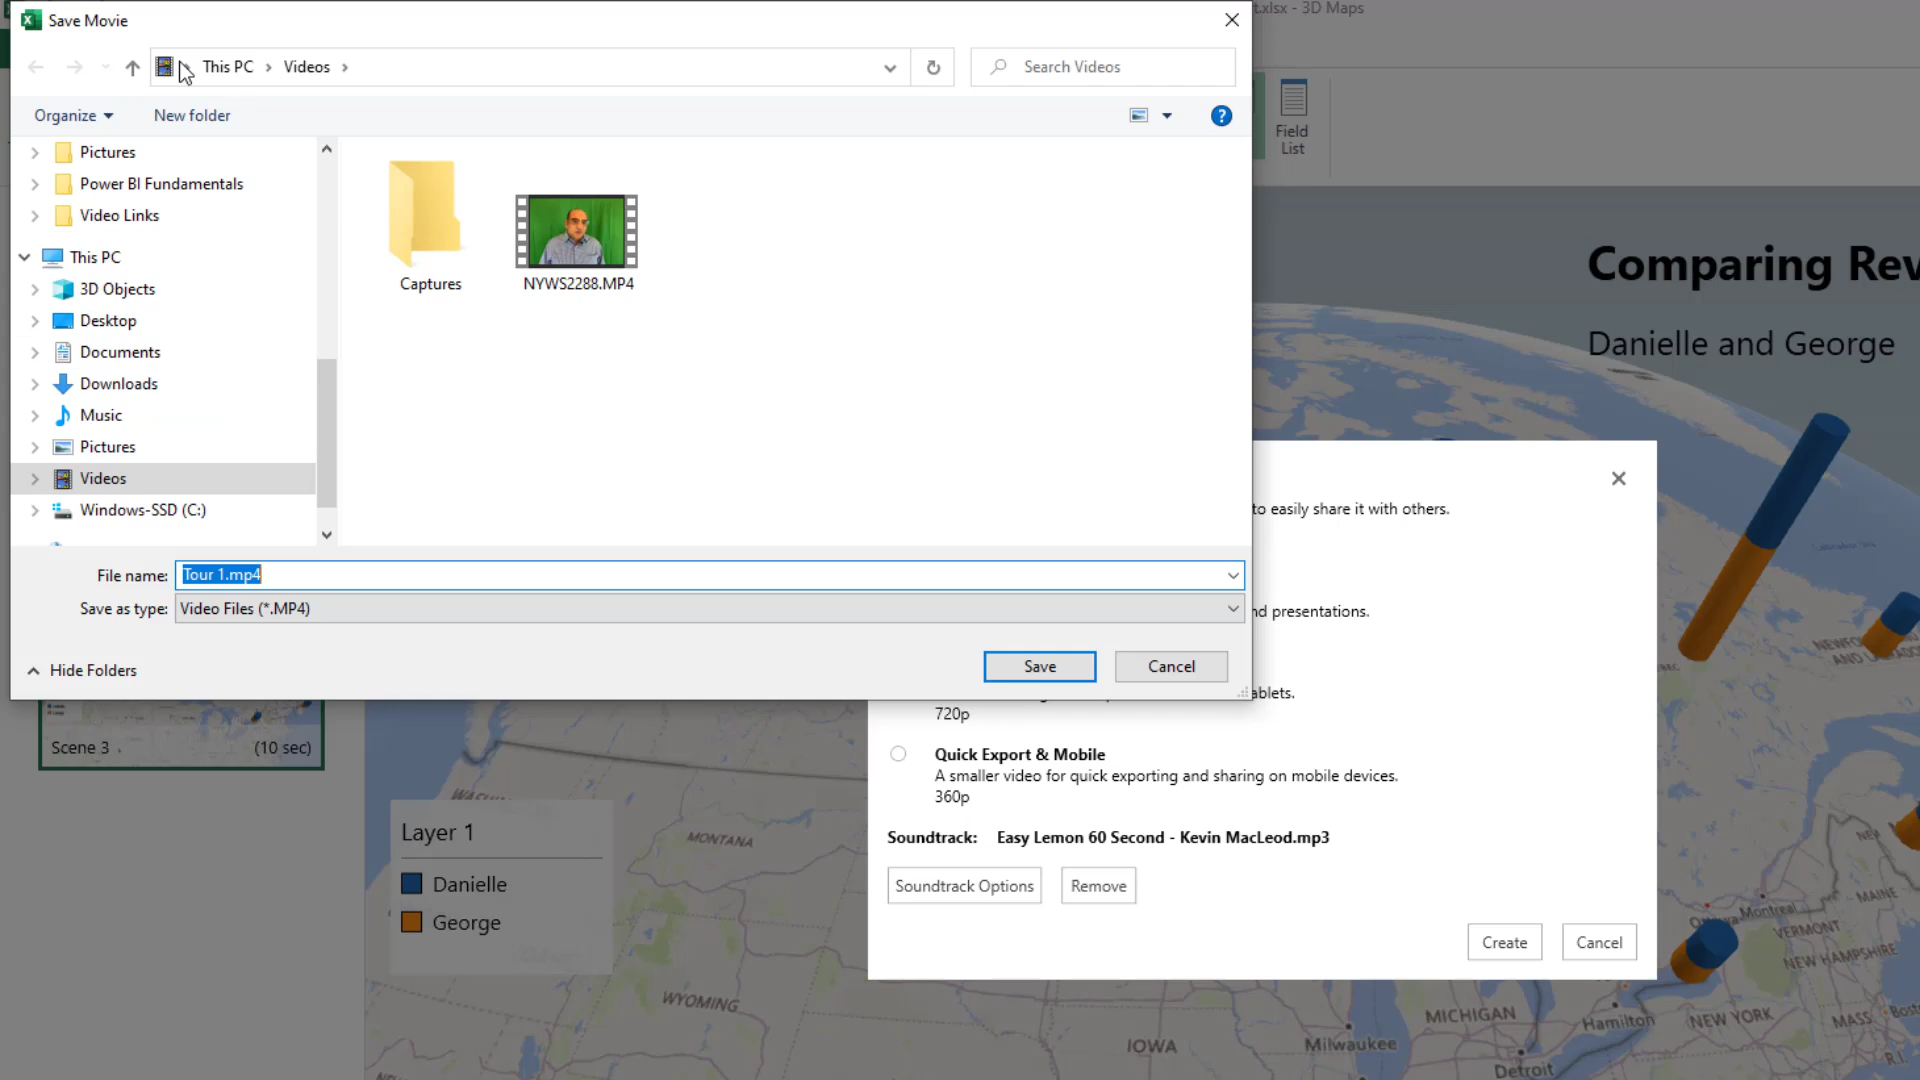 Save Movie
t.xlsx - 3D Maps
This PC > Videos >
Search Videos
Organize
New folder
Field
List
Pictures
Power BI Fundamentals
Video Links
This PC
3D Objects
Desktop
Documents
Downloads
Music
Pictures
Videos
Windows-SSD (C:)
Captures
NYWS2288.MP4
Comparing Rev
Danielle and George
File name: Tour 1.mp4
Save as type: Video Files (*.MP4)
Hide Folders
Save
Cancel
to easily share it with others.
nd presentations.
ablets.
720p
Quick Export & Mobile
A smaller video for quick exporting and sharing on mobile devices.
360p
Soundtrack: Easy Lemon 60 Second - Kevin MacLeod.mp3
Soundtrack Options
Remove
Create
Cancel
Scene 3 (10 sec)
Layer 1
Danielle
George
MONTANA
WYOMING
IOWA
Milwaukee
MICHIGAN
Detroit
Hamilton
NEW YORK
MASS
R.I.
NEW HAMPSHIRE
VERMONT
MAINE
Montreal